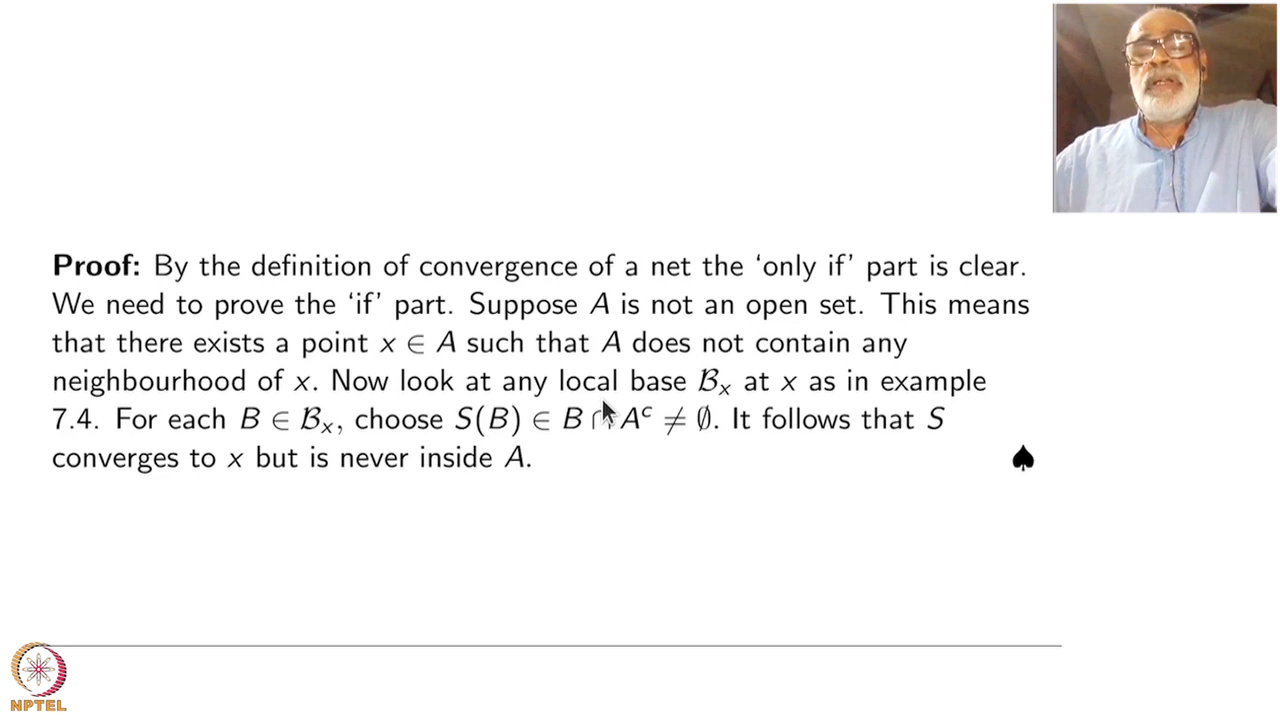 Proof: By the definition of convergence of a net the ‘only if’ part is clear.
We need to prove the ‘if’ part. Suppose A is not an open set. This means
that there exists a point x ∈ A such that A does not contain any
neighbourhood of x. Now look at any local base ℬₓ at x as in example
7.4. For each B ∈ ℬₓ, choose S(B) ∈ B ∩ Aᶜ ≠ ∅. It follows that S
converges to x but is never inside A. ♠
NPTEL